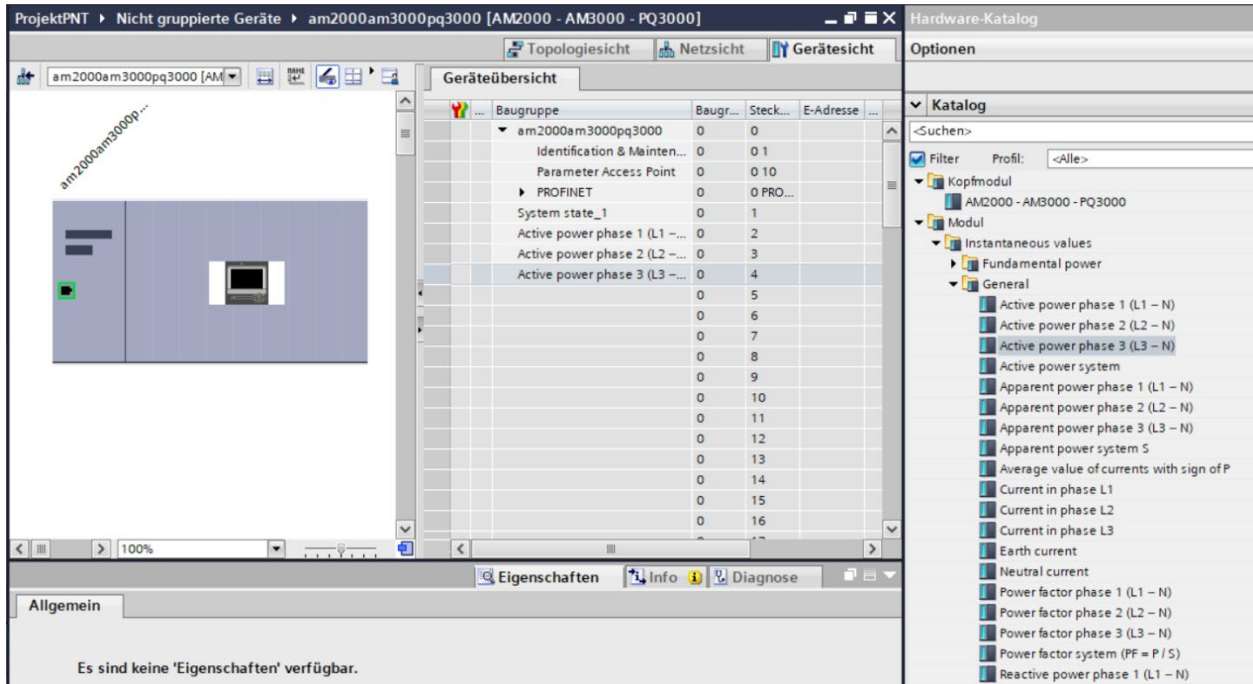 ProjektPNT ▸ Nicht gruppierte Geräte ▸ am2000am3000pq3000 [AM2000 - AM3000 - PQ3000]
Topologiesicht Netzsicht Gerätesicht
am2000am3000pq3000 [AM
am2000am3000p...
100%
Geräteübersicht
... Baugruppe Baugr... Steck... E-Adresse ...
am2000am3000pq3000 0 0
Identification & Mainten... 0 0 1
Parameter Access Point 0 0 10
PROFINET 0 0 PRO...
System state_1 0 1
Active power phase 1 (L1 –... 0 2
Active power phase 2 (L2 –... 0 3
Active power phase 3 (L3 –... 0 4
0 5
0 6
0 7
0 8
0 9
0 10
0 11
0 12
0 13
0 14
0 15
0 16
Eigenschaften Info Diagnose
Allgemein
Es sind keine 'Eigenschaften' verfügbar.
Hardware-Katalog
Optionen
Katalog
<Suchen>
Filter Profil: <Alle>
Kopfmodul
AM2000 - AM3000 - PQ3000
Modul
Instantaneous values
Fundamental power
General
Active power phase 1 (L1 – N)
Active power phase 2 (L2 – N)
Active power phase 3 (L3 – N)
Active power system
Apparent power phase 1 (L1 – N)
Apparent power phase 2 (L2 – N)
Apparent power phase 3 (L3 – N)
Apparent power system S
Average value of currents with sign of P
Current in phase L1
Current in phase L2
Current in phase L3
Earth current
Neutral current
Power factor phase 1 (L1 – N)
Power factor phase 2 (L2 – N)
Power factor phase 3 (L3 – N)
Power factor system (PF = P / S)
Reactive power phase 1 (L1 – N)